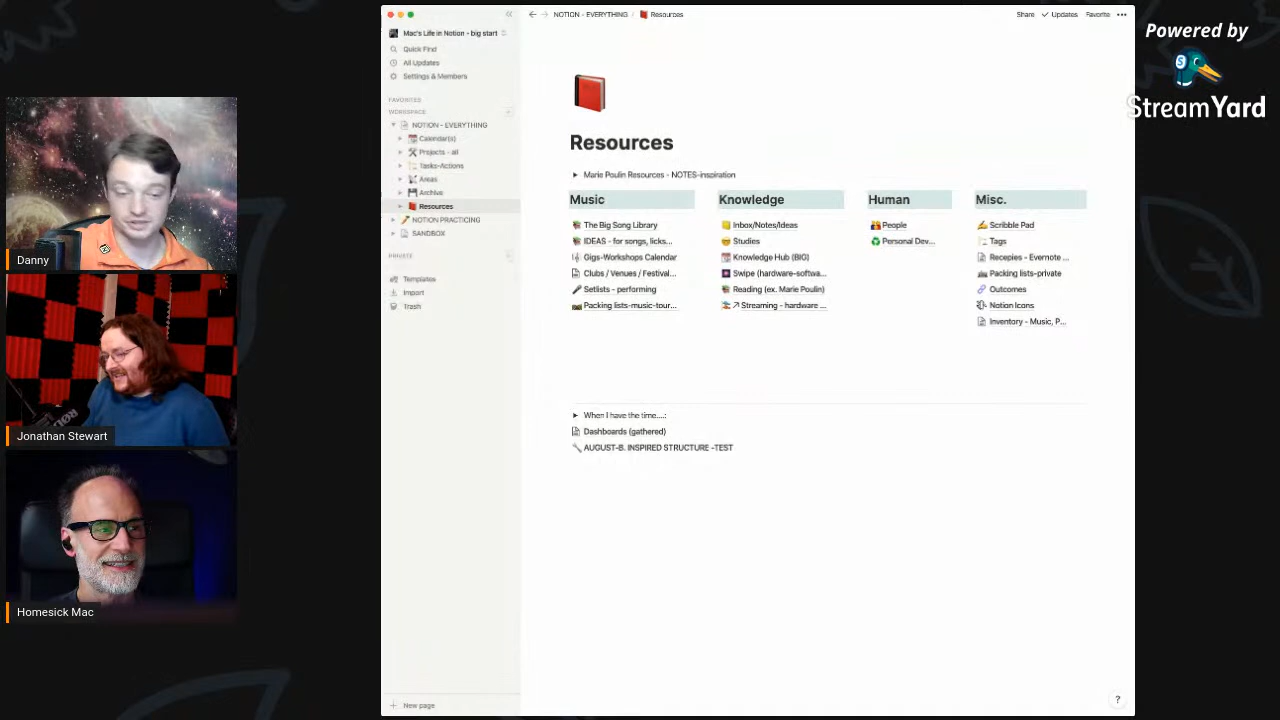 Mac's Life in Notion - big start
Quick Find
All Updates
Settings & Members
FAVORITES
WORKSPACE
NOTION - EVERYTHING
Calendar(s)
Projects - all
Tasks-Actions
Areas
Archive
Resources
NOTION PRACTICING
SANDBOX
PRIVATE
Templates
Import
Trash
New page
NOTION - EVERYTHING / Resources
Share
Updates
Favorite
Resources
Marie Poulin Resources - NOTES-inspiration
Music
The Big Song Library
IDEAS - for songs, licks...
Gigs-Workshops Calendar
Clubs / Venues / Festival...
Setlists - performing
Packing lists-music-tour...
Knowledge
Inbox/Notes/Ideas
Studies
Knowledge Hub (BIG)
Swipe (hardware-softwa...
Reading (ex. Marie Poulin)
Streaming - hardware ...
Human
People
Personal Dev...
Misc.
Scribble Pad
Tags
Recepies - Evernote ...
Packing lists-private
Outcomes
Notion Icons
Inventory - Music, P...
When I have the time....:
Dashboards (gathered)
AUGUST-B. INSPIRED STRUCTURE -TEST
?
Danny
Jonathan Stewart
Homesick Mac
Powered by
StreamYard